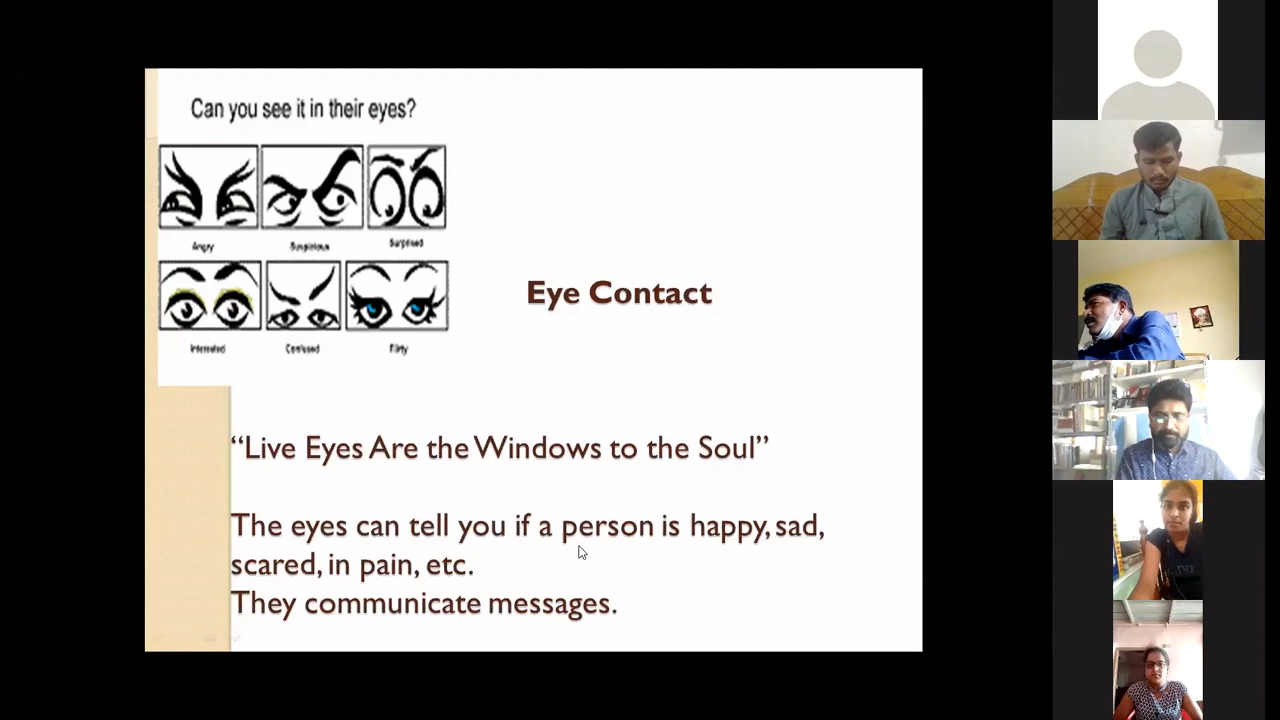 Can you see it in their eyes?
Angry Suspicious Surprised
Interested Confused Flirty
Eye Contact
“Live Eyes Are the Windows to the Soul”
The eyes can tell you if a person is happy, sad,
scared, in pain, etc.
They communicate messages.